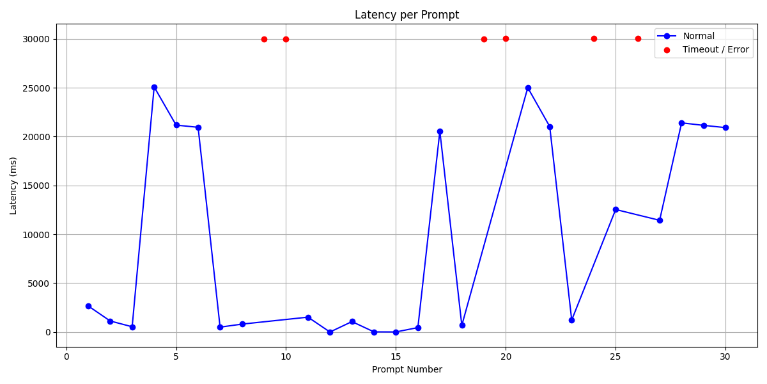 Latency per Prompt
Normal
Timeout / Error
Latency (ms)
30000
25000
20000
15000
10000
5000
0
0 5 10 15 20 25 30
Prompt Number